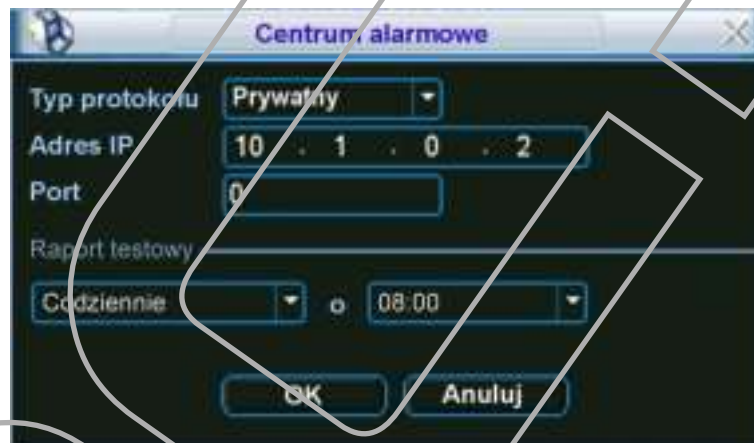 Centrum alarmowe
Typ protokołu Prywatny
Adres IP 10 . 1 . 0 . 2
Port 0
Raport testowy
Codziennie o 08:00
OK Anuluj